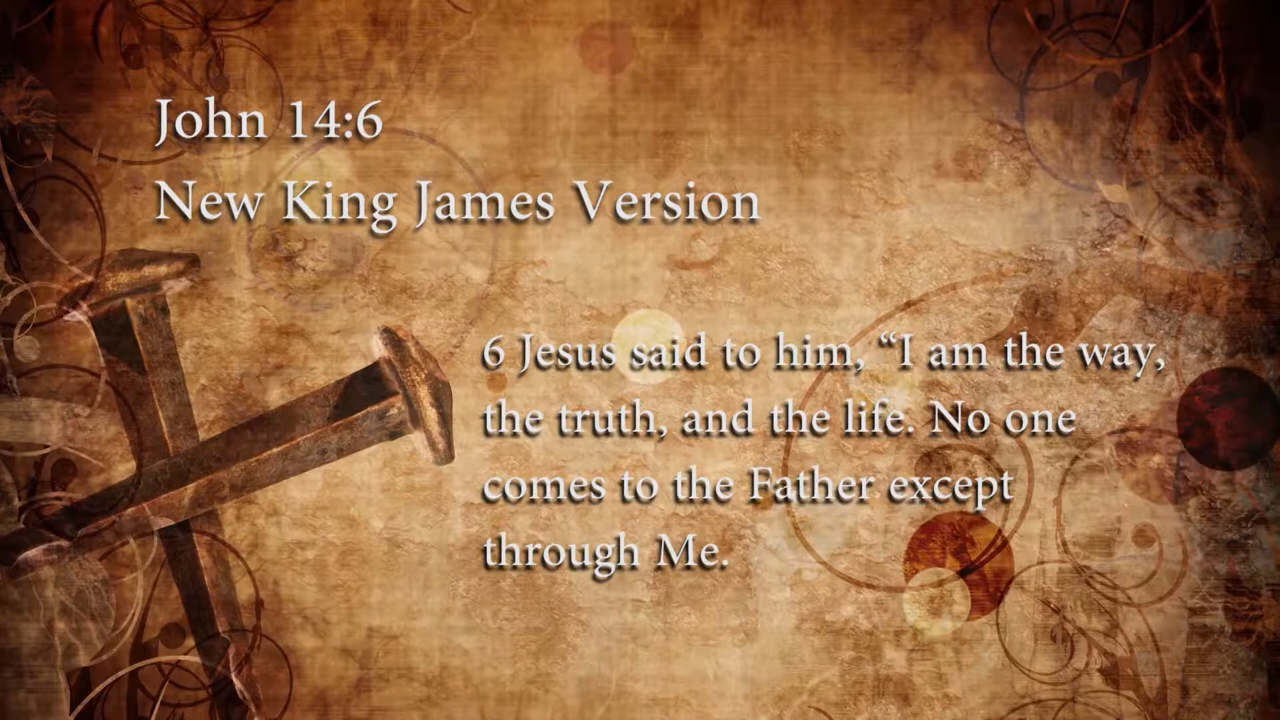 John 14:6
New King James Version
6 Jesus said to him, “I am the way,
the truth, and the life. No one
comes to the Father except
through Me.